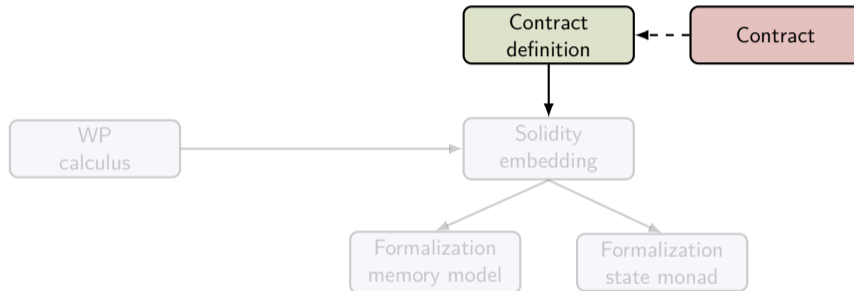 Contract
definition
Contract
WP
calculus
Solidity
embedding
Formalization
memory model
Formalization
state monad